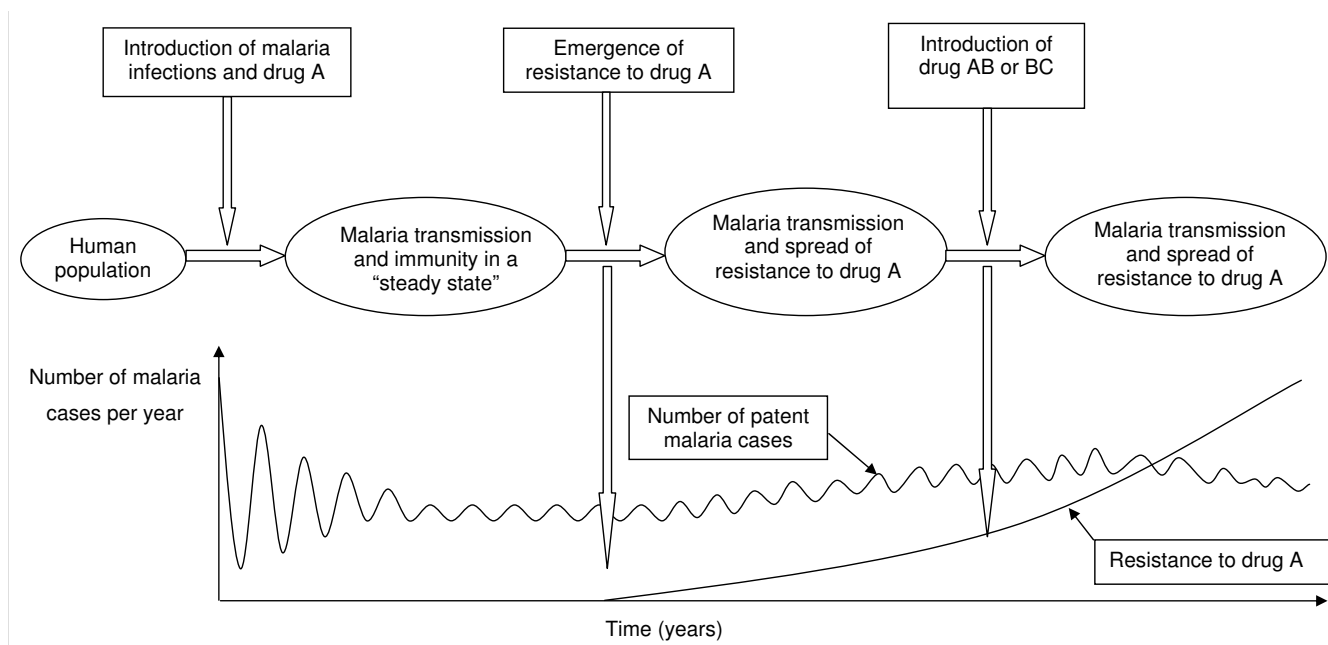 Introduction of malaria
infections and drug A
Emergence of
resistance to drug A
Introduction of
drug AB or BC
Human
population
Malaria transmission
and immunity in a
“steady state”
Malaria transmission
and spread of
resistance to drug A
Malaria transmission
and spread of
resistance to drug A
Number of malaria
cases per year
Number of patent
malaria cases
Resistance to drug A
Time (years)